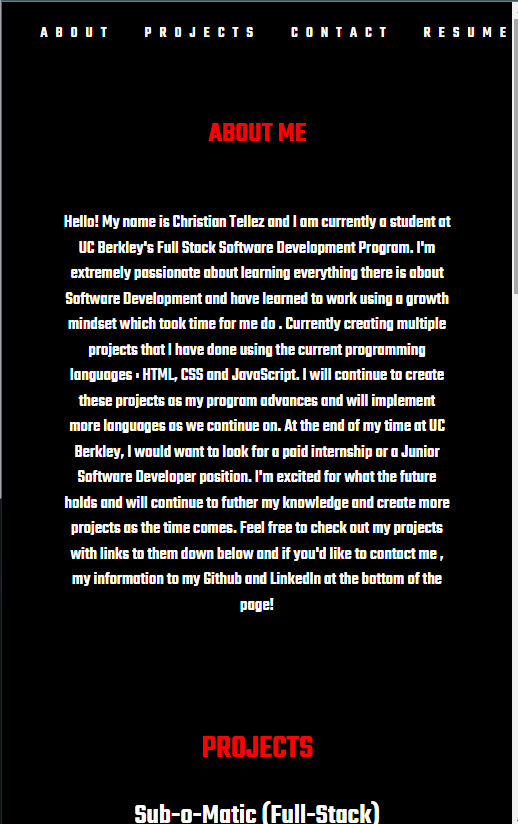 ABOUT PROJECTS CONTACT RESUME
ABOUT ME
Hello! My name is Christian Tellez and I am currently a student at
UC Berkley's Full Stack Software Development Program. I'm
extremely passionate about learning everything there is about
Software Development and have learned to work using a growth
mindset which took time for me do . Currently creating multiple
projects that I have done using the current programming
languages : HTML, CSS and JavaScript. I will continue to create
these projects as my program advances and will implement
more languages as we continue on. At the end of my time at UC
Berkley, I would want to look for a paid internship or a Junior
Software Developer position. I'm excited for what the future
holds and will continue to futher my knowledge and create more
projects as the time comes. Feel free to check out my projects
with links to them down below and if you'd like to contact me ,
my information to my Github and LinkedIn at the bottom of the
page!
PROJECTS
Sub-o-Matic (Full-Stack)